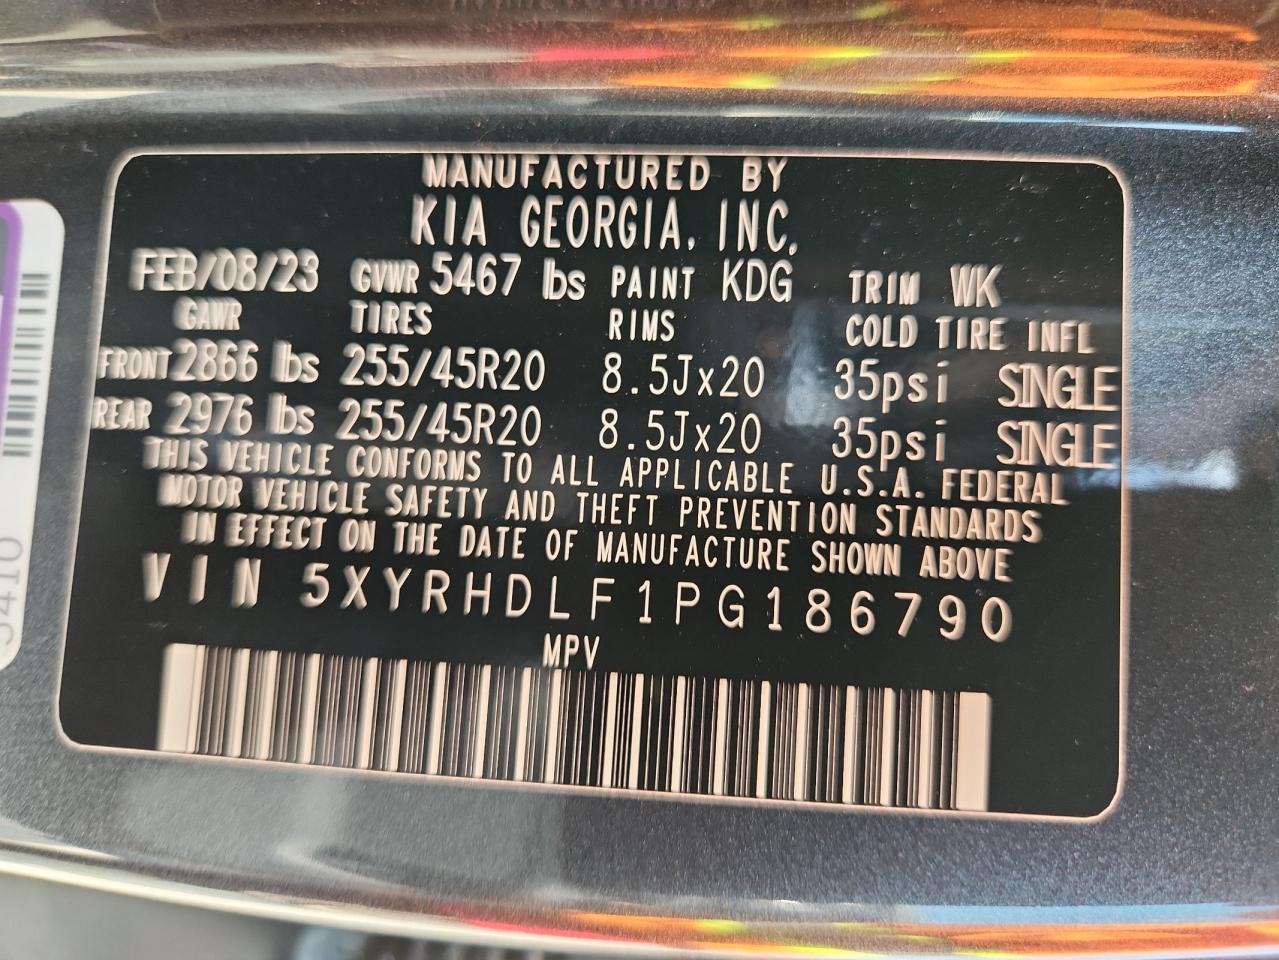 MANUFACTURED BY
KIA GEORGIA, INC.
FEB/08/23 GVWR 5467 lbs PAINT KDG TRIM WK
GAWR TIRES RIMS COLD TIRE INFL
FRONT 2866 lbs 255/45R20 8.5Jx20 35psi SINGLE
REAR 2976 lbs 255/45R20 8.5Jx20 35psi SINGLE
THIS VEHICLE CONFORMS TO ALL APPLICABLE U.S.A. FEDERAL
MOTOR VEHICLE SAFETY AND THEFT PREVENTION STANDARDS
IN EFFECT ON THE DATE OF MANUFACTURE SHOWN ABOVE
VIN 5XYRHDLF1PG186790
MPV